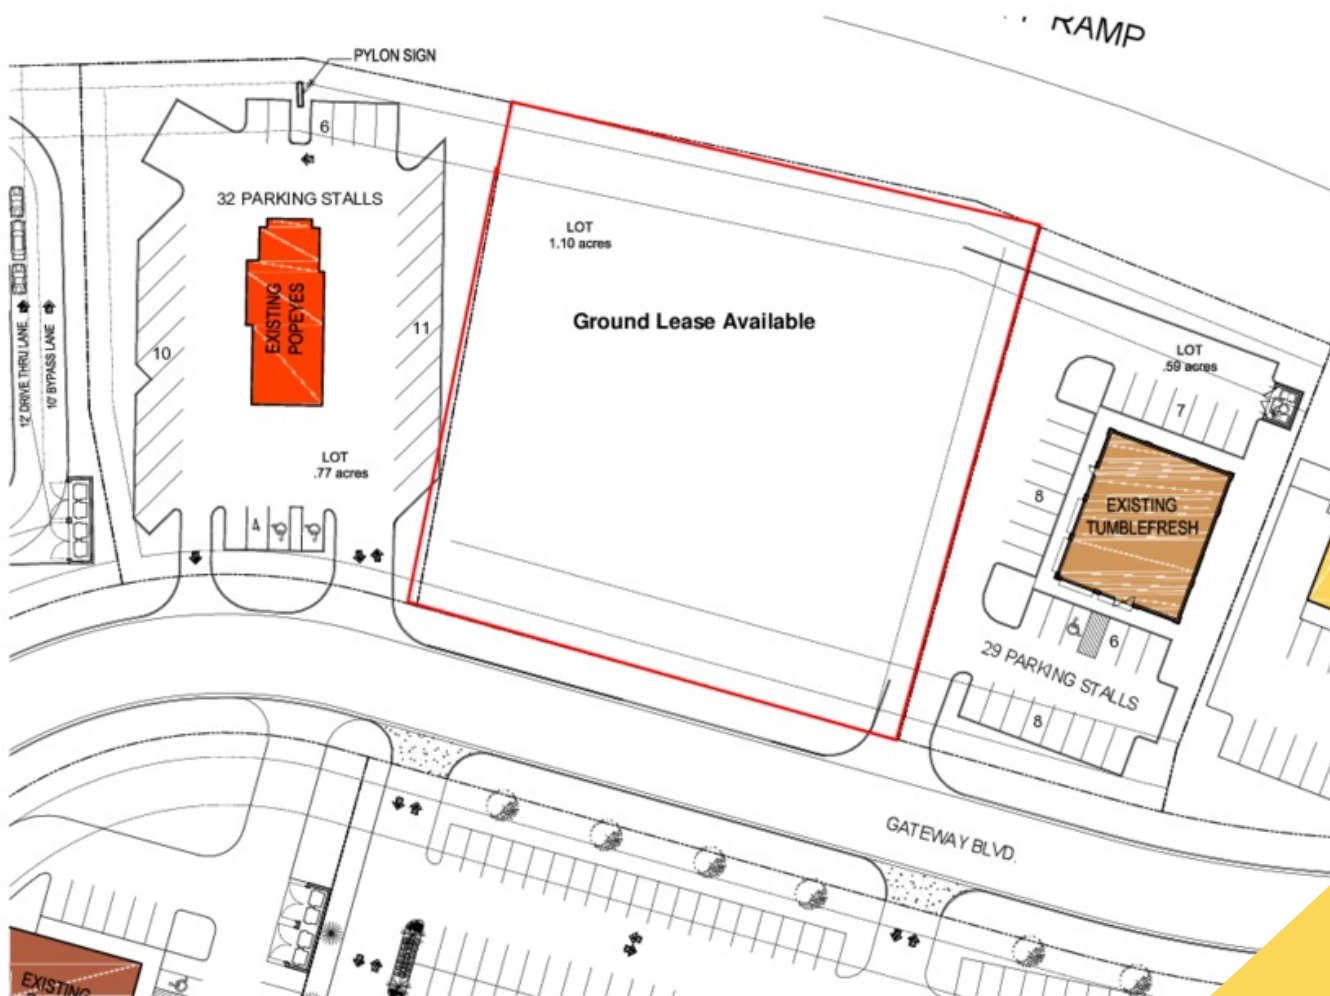 RAMP
PYLON SIGN
6
32 PARKING STALLS
LOT
1.10 acres
Ground Lease Available
EXISTING
POPEYES
10
11
12' DRIVE THRU LANE
10' BYPASS LANE
LOT
.77 acres
4
LOT
.59 acres
7
8
EXISTING
TUMBLEFRESH
6
29 PARKING STALLS
8
GATEWAY BLVD.
EXISTING